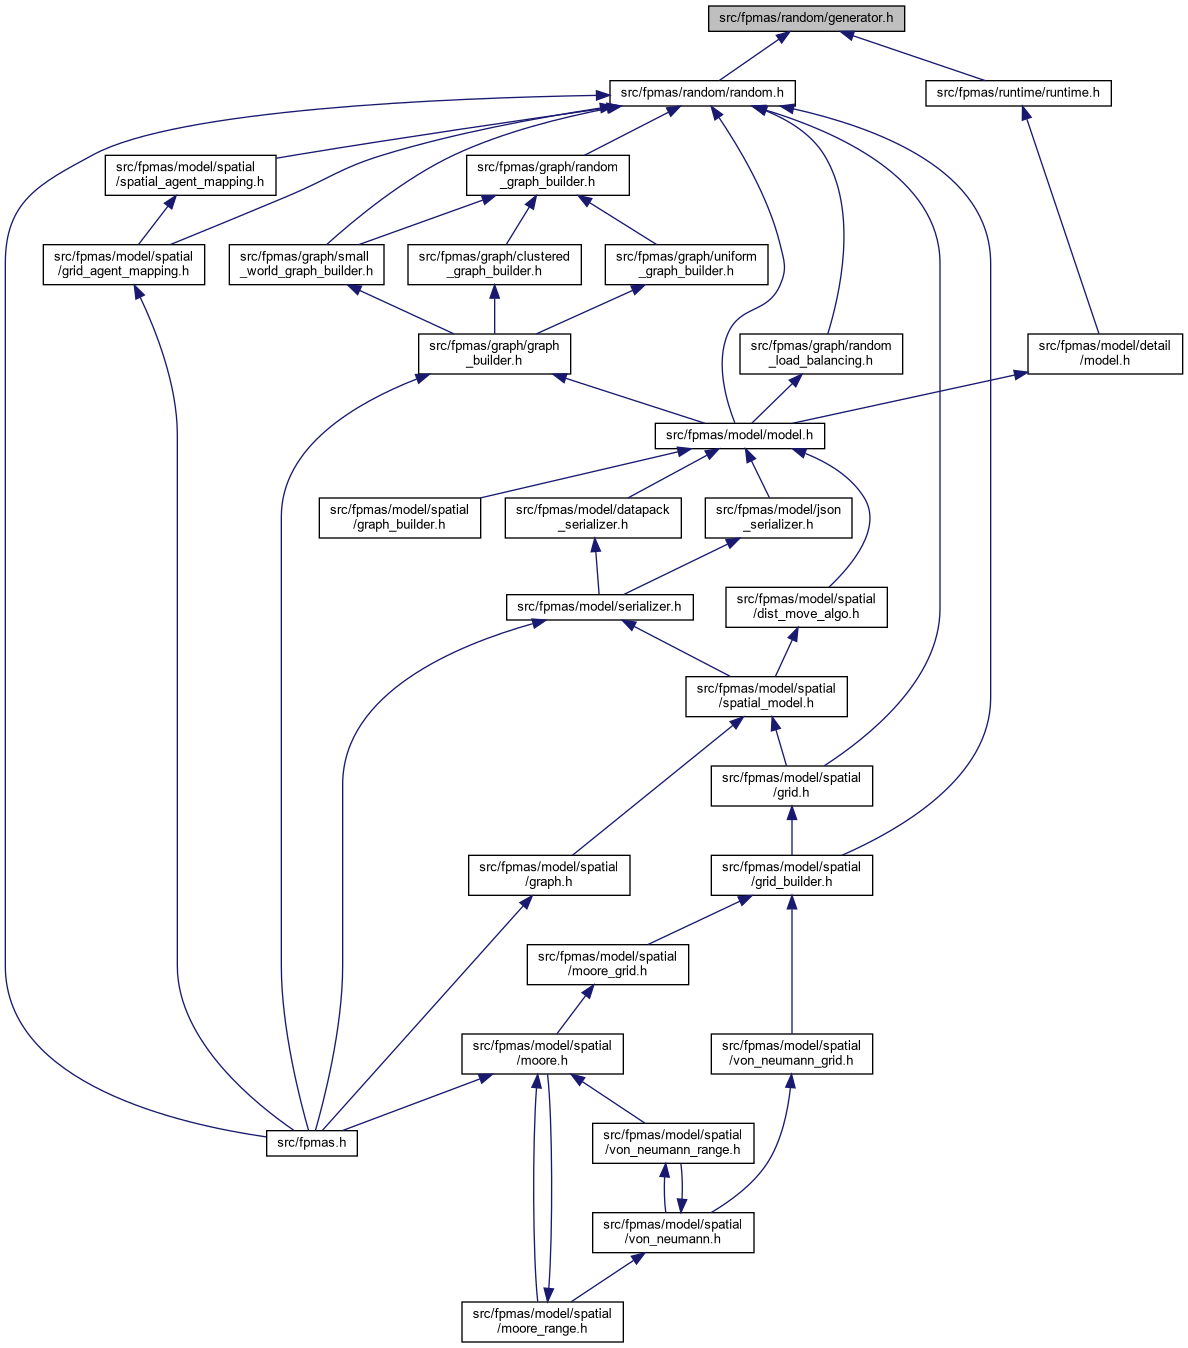 src/fpmas/random/generator.h
src/fpmas/random/random.h
src/fpmas/runtime/runtime.h
src/fpmas/model/spatial
/spatial_agent_mapping.h
src/fpmas/graph/random
_graph_builder.h
src/fpmas/model/spatial
/grid_agent_mapping.h
src/fpmas/graph/small
_world_graph_builder.h
src/fpmas/graph/clustered
_graph_builder.h
src/fpmas/graph/uniform
_graph_builder.h
src/fpmas/graph/graph
_builder.h
src/fpmas/graph/random
_load_balancing.h
src/fpmas/model/detail
/model.h
src/fpmas/model/model.h
src/fpmas/model/spatial
/graph_builder.h
src/fpmas/model/datapack
_serializer.h
src/fpmas/model/json
_serializer.h
src/fpmas/model/serializer.h
src/fpmas/model/spatial
/dist_move_algo.h
src/fpmas/model/spatial
/spatial_model.h
src/fpmas/model/spatial
/grid.h
src/fpmas/model/spatial
/graph.h
src/fpmas/model/spatial
/grid_builder.h
src/fpmas/model/spatial
/moore_grid.h
src/fpmas/model/spatial
/moore.h
src/fpmas/model/spatial
/von_neumann_grid.h
src/fpmas.h
src/fpmas/model/spatial
/von_neumann_range.h
src/fpmas/model/spatial
/von_neumann.h
src/fpmas/model/spatial
/moore_range.h